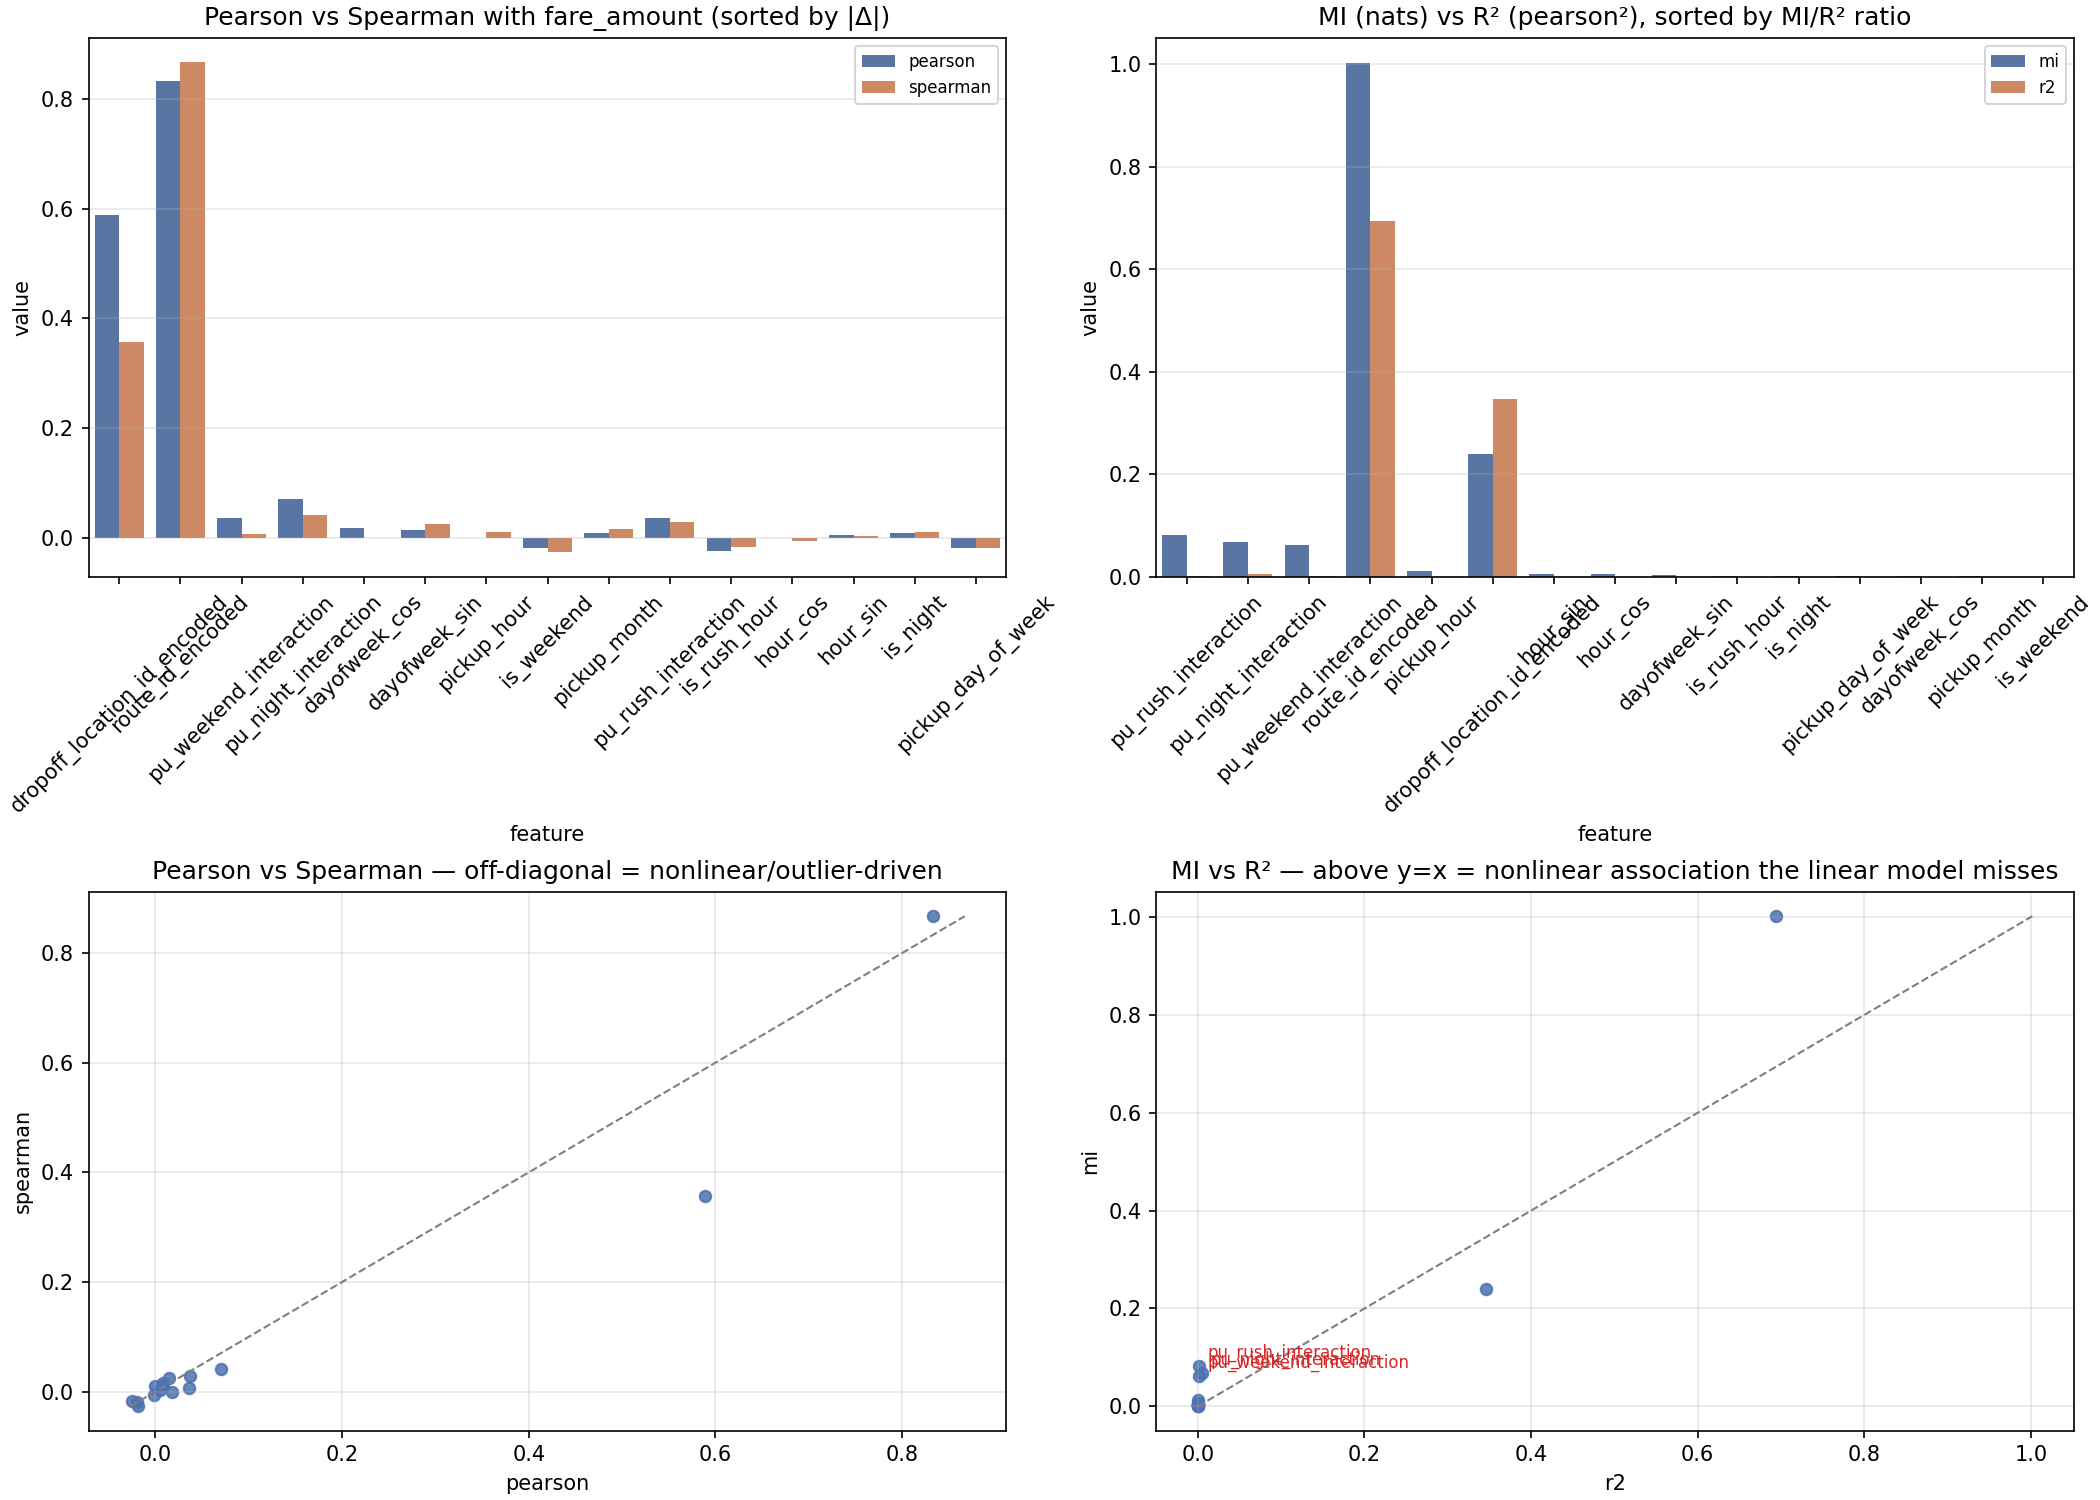 Pearson vs Spearman with fare_amount (sorted by |Δ|)
pearson
spearman
value
0.8
0.6
0.4
0.2
0.0
dropoff_location_id_encoded
route_id_encoded
pu_weekend_interaction
pu_night_interaction
dayofweek_cos
dayofweek_sin
pickup_hour
is_weekend
pickup_month
pu_rush_interaction
is_rush_hour
hour_cos
hour_sin
is_night
pickup_day_of_week
feature
MI (nats) vs R² (pearson²), sorted by MI/R² ratio
mi
r2
value
1.0
0.8
0.6
0.4
0.2
0.0
pu_rush_interaction
pu_night_interaction
pu_weekend_interaction
route_id_encoded
pickup_hour
dropoff_location_id_encoded
hour_sin
hour_cos
dayofweek_sin
is_rush_hour
is_night
pickup_day_of_week
dayofweek_cos
pickup_month
is_weekend
feature
Pearson vs Spearman — off-diagonal = nonlinear/outlier-driven
spearman
0.8
0.6
0.4
0.2
0.0
0.0 0.2 0.4 0.6 0.8
pearson
MI vs R² — above y=x = nonlinear association the linear model misses
mi
1.0
0.8
0.6
0.4
0.2
0.0
pu_rush_interaction
pu_night_interaction
pu_weekend_interaction
0.0 0.2 0.4 0.6 0.8 1.0
r2